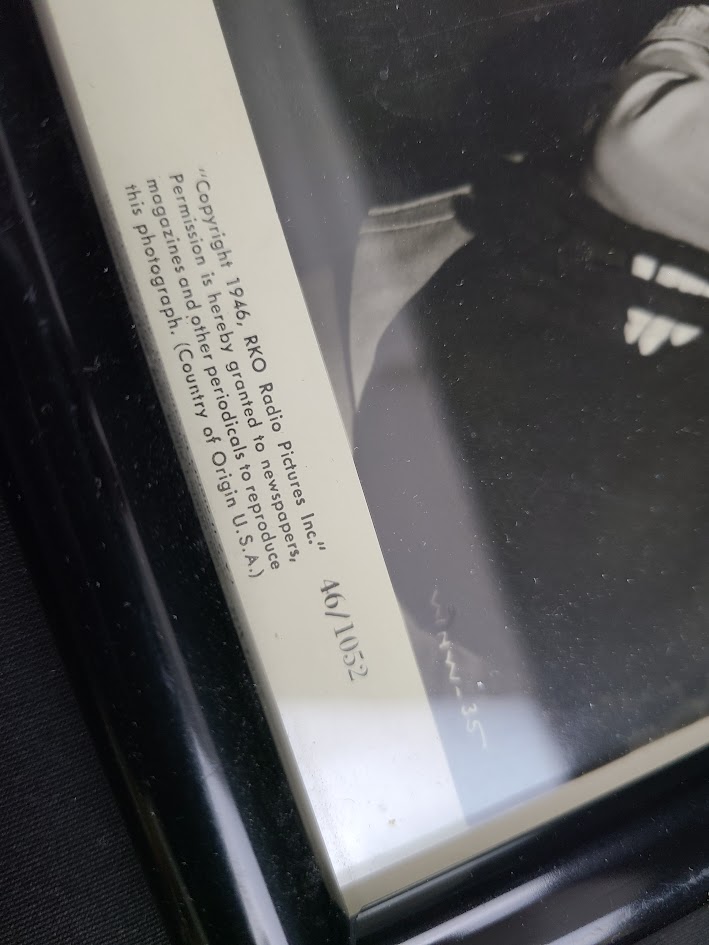 "Copyright 1946, RKO Radio Pictures Inc."
Permission is hereby granted to newspapers,
magazines and other periodicals to reproduce
this photograph. (Country of Origin U.S.A.)
46/1052